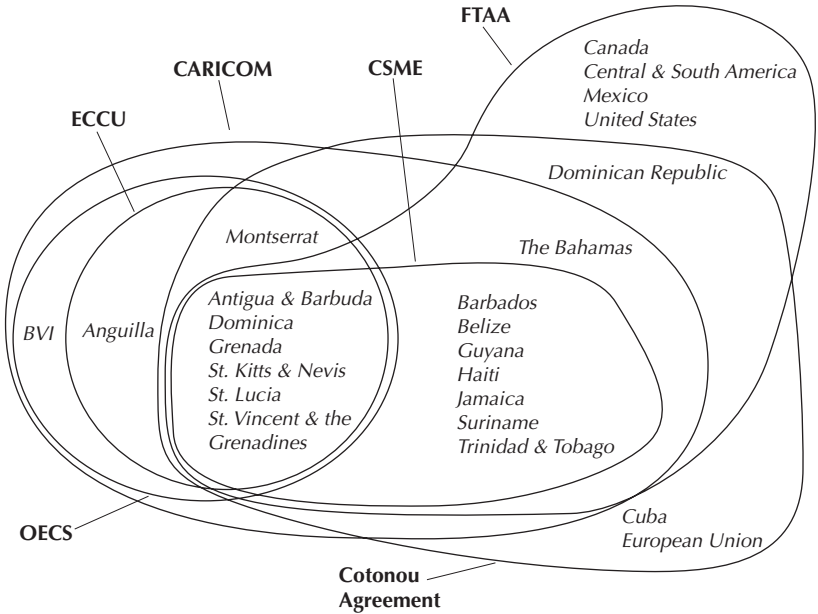 FTAA
Canada
Central & South America
Mexico
United States
CARICOM
CSME
ECCU
Dominican Republic
Montserrat
The Bahamas
BVI
Anguilla
Antigua & Barbuda
Dominica
Grenada
St. Kitts & Nevis
St. Lucia
St. Vincent & the
Grenadines
Barbados
Belize
Guyana
Haiti
Jamaica
Suriname
Trinidad & Tobago
OECS
Cuba
European Union
Cotonou
Agreement